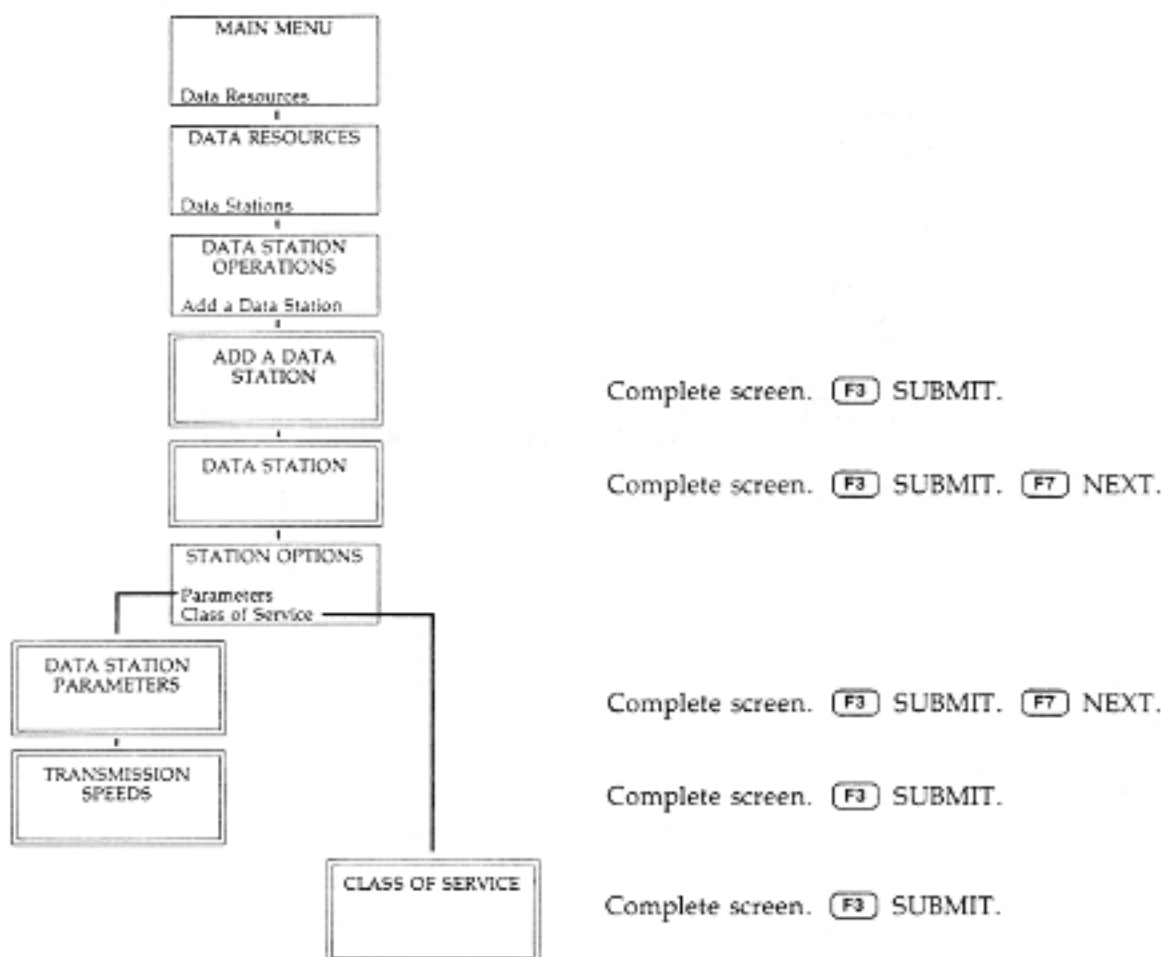 MAIN MENU
Data Resources
DATA RESOURCES
Data Stations
DATA STATION
OPERATIONS
Add a Data Station
ADD A DATA
STATION
Complete screen. F3 SUBMIT.
DATA STATION
Complete screen. F3 SUBMIT. F7 NEXT.
STATION OPTIONS
Parameters
Class of Service
DATA STATION
PARAMETERS
Complete screen. F3 SUBMIT. F7 NEXT.
TRANSMISSION
SPEEDS
Complete screen. F3 SUBMIT.
CLASS OF SERVICE
Complete screen. F3 SUBMIT.